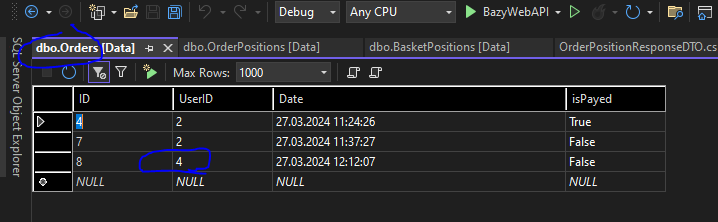 Debug Any CPU BazyWebAPI
dbo.Orders [Data] dbo.OrderPositions [Data] dbo.BasketPositions [Data] OrderPositionResponseDTO.cs
SQL Server Object Explorer
Max Rows: 1000
ID UserID Date isPayed
4 2 27.03.2024 11:24:26 True
7 2 27.03.2024 11:37:27 False
8 4 27.03.2024 12:12:07 False
NULL NULL NULL NULL